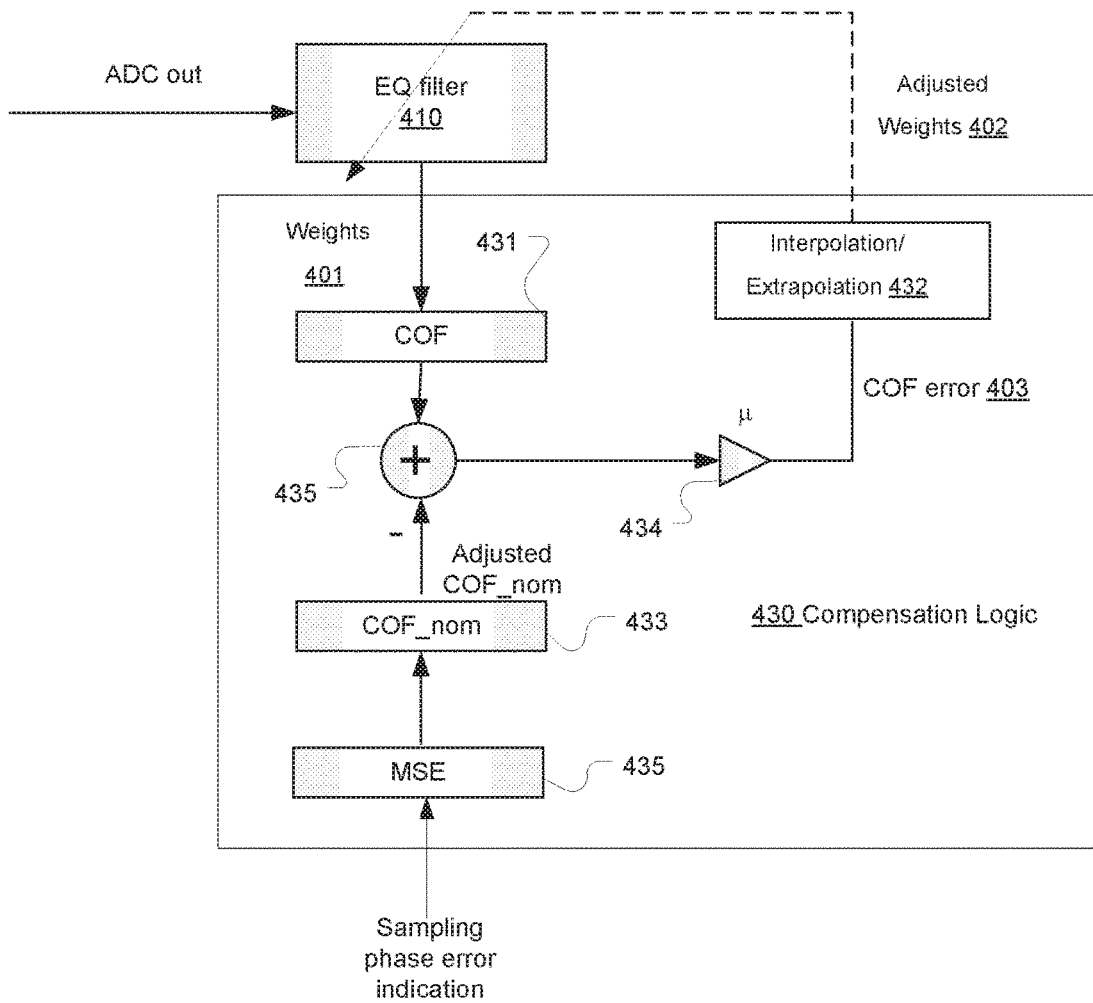 ADC out
EQ filter
410
Adjusted
Weights 402
Weights
401
431
Interpolation/
Extrapolation 432
COF
COF error 403
μ
+
435
434
-
Adjusted
COF_nom
COF_nom
433
430 Compensation Logic
MSE
435
Sampling
phase error
indication